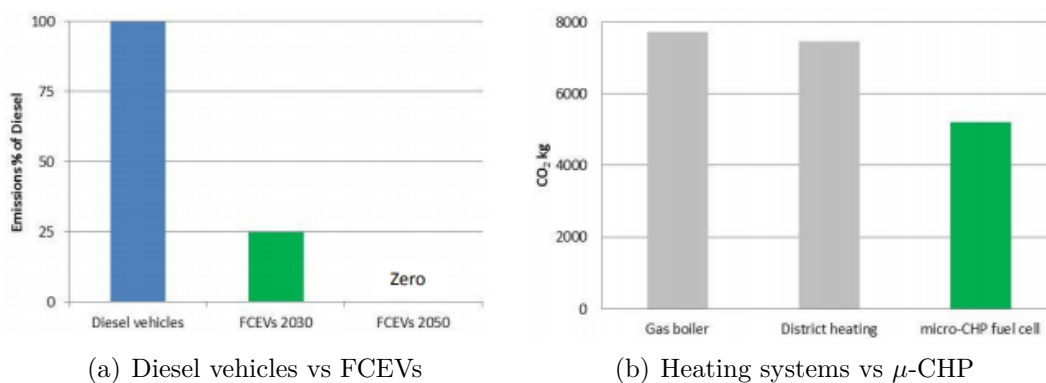 100
75
50
25
0
Emissions % of Diesel
Zero
Diesel vehicles
FCEVs 2030
FCEVs 2050
(a) Diesel vehicles vs FCEVs
8000
6000
4000
2000
0
CO₂ kg
Gas boiler
District heating
micro-CHP fuel cell
(b) Heating systems vs μ-CHP